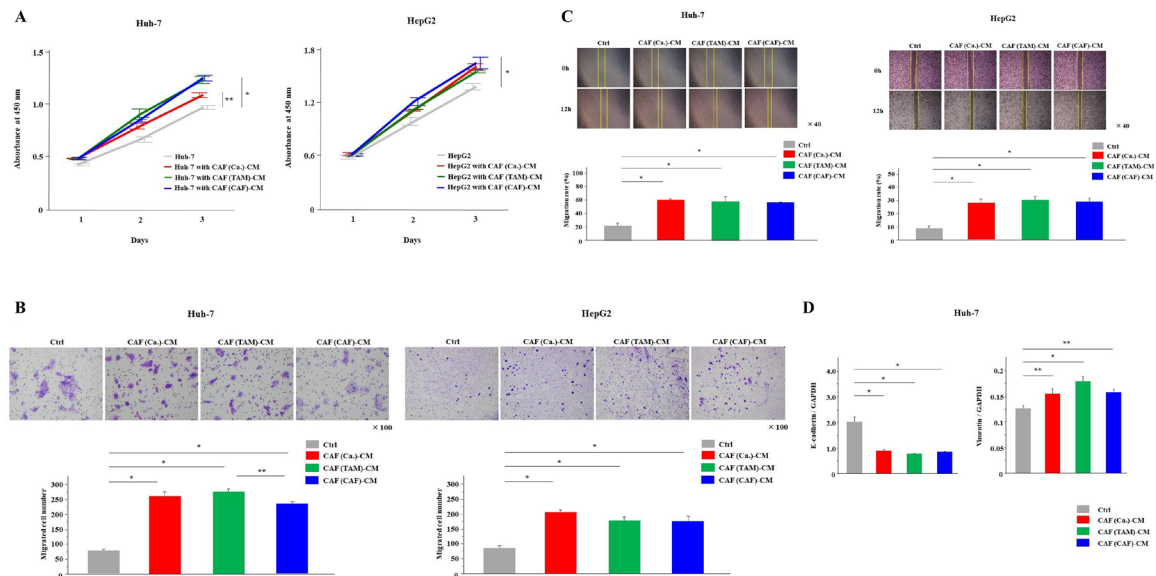 A
Huh-7
HepG2
Absorbance at 450 nm
1.5
1.0
0.5
0
1 2 3
Days
Huh-7
Huh-7 with CAF (Ca.)-CM
Huh-7 with CAF (TAM)-CM
Huh-7 with CAF (CAF)-CM
** *
Absorbance at 450 nm
1.8
1.2
0.6
0
1 2 3
Days
HepG2
HepG2 with CAF (Ca.)-CM
HepG2 with CAF (TAM)-CM
HepG2 with CAF (CAF)-CM
*
C
Huh-7
Ctrl CAF (Ca.)-CM CAF (TAM)-CM CAF (CAF)-CM
0h
12h
× 40
Ctrl
CAF (Ca.)-CM
CAF (TAM)-CM
CAF (CAF)-CM
Migration rate (%)
100
80
60
40
20
0
*
*
*
HepG2
Ctrl CAF (Ca.)-CM CAF (TAM)-CM CAF (CAF)-CM
0h
12h
× 40
Ctrl
CAF (Ca.)-CM
CAF (TAM)-CM
CAF (CAF)-CM
Migration rate (%)
50
40
30
20
10
0
*
*
*
B
Huh-7
Ctrl CAF (Ca.)-CM CAF (TAM)-CM CAF (CAF)-CM
× 100
Ctrl
CAF (Ca.)-CM
CAF (TAM)-CM
CAF (CAF)-CM
Migrated cell number
300
250
200
150
100
50
0
*
*
* **
HepG2
Ctrl CAF (Ca.)-CM CAF (TAM)-CM CAF (CAF)-CM
× 100
Ctrl
CAF (Ca.)-CM
CAF (TAM)-CM
CAF (CAF)-CM
Migrated cell number
300
250
200
150
100
50
0
*
*
*
D
Huh-7
E-cadherin / GAPDH
4.0
3.0
2.0
1.0
0
*
*
*
Vimentin / GAPDH
0.2
0.15
0.1
0.05
0
**
*
**
Ctrl
CAF (Ca.)-CM
CAF (TAM)-CM
CAF (CAF)-CM